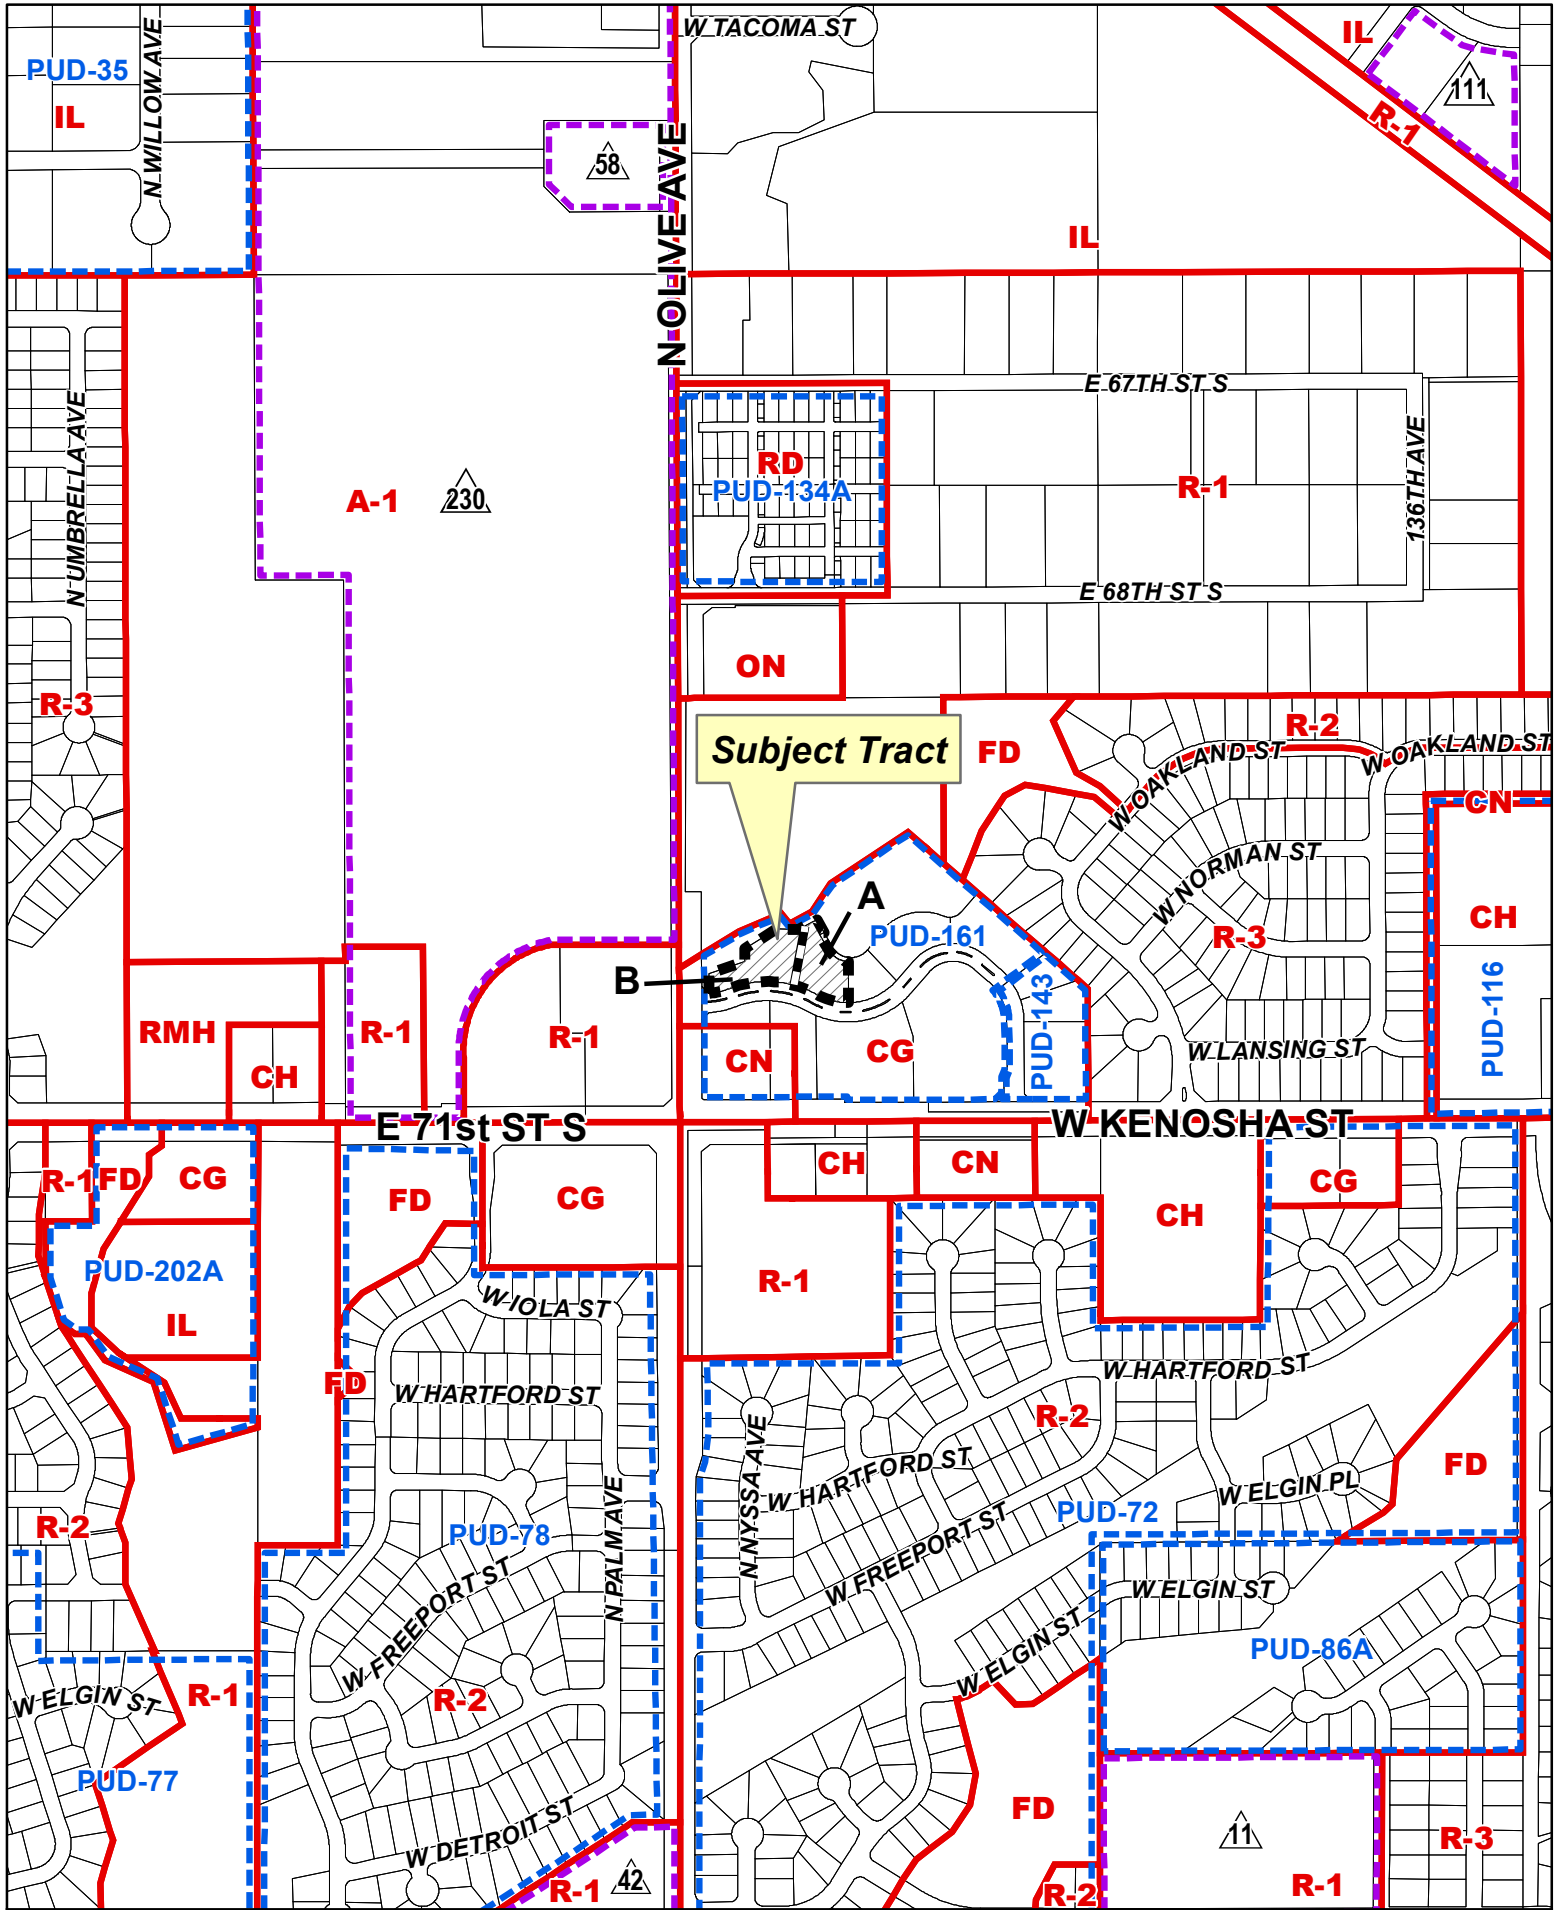 W TACOMA ST
IL
PUD-35
N WILLOW AVE
111
IL
R-1
58
N OLIVE AVE
IL
E 67TH ST S
N UMBRELLA AVE
136TH AVE
RD
PUD-134A
A-1
230
R-1
E 68TH ST S
ON
R-3
R-2
Subject Tract
FD
W OAKLAND ST
W OAKLAND ST
CN
W NORMAN ST
A
CH
PUD-161
R-3
B
PUD-143
PUD-116
RMH
R-1
R-1
CN
CG
W LANSING ST
CH
E 71st ST S
W KENOSHA ST
R-1
FD
CG
FD
CG
CH
CN
CG
CH
PUD-202A
R-1
W IOLA ST
IL
FD
W HARTFORD ST
W HARTFORD ST
R-2
N NYSSA AVE
W HARTFORD ST
FD
W ELGIN PL
R-2
PUD-78
N PALM AVE
PUD-72
W FREEPORT ST
W FREEPORT ST
W ELGIN ST
W ELGIN ST
PUD-86A
W ELGIN ST
R-1
R-2
PUD-77
W DETROIT ST
FD
11
R-3
R-1
42
R-2
R-1